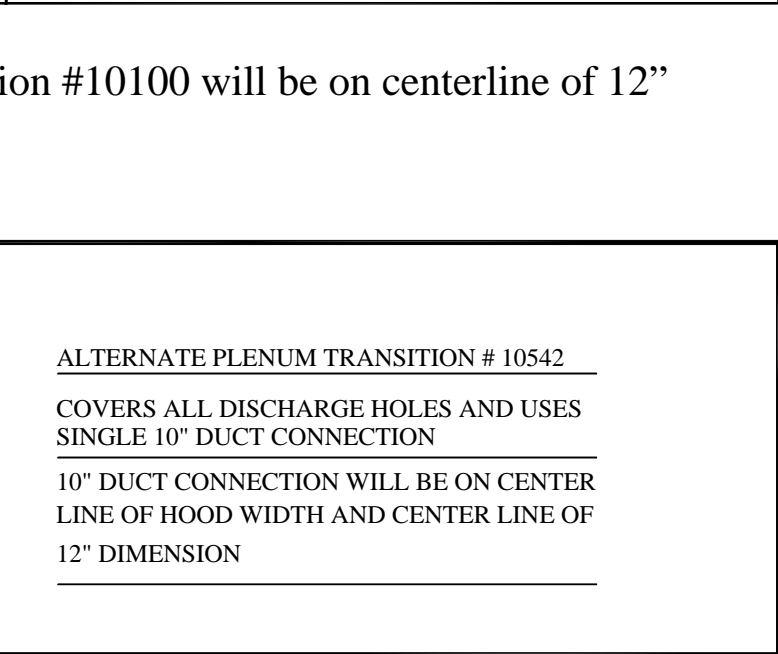 ion #10100 will be on centerline of 12”
ALTERNATE PLENUM TRANSITION # 10542
COVERS ALL DISCHARGE HOLES AND USES
SINGLE 10" DUCT CONNECTION
10" DUCT CONNECTION WILL BE ON CENTER
LINE OF HOOD WIDTH AND CENTER LINE OF
12" DIMENSION